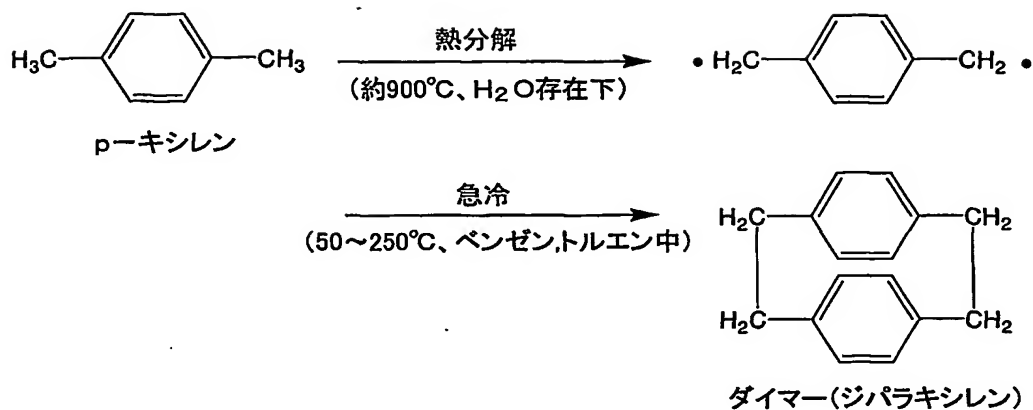 H₃C
CH₃
熱分解
(約900℃、H₂O存在下)
• H₂C
CH₂ •
p－キシレン
急冷
(50～250℃、ベンゼン,トルエン中)
H₂C
CH₂
H₂C
CH₂
ダイマー(ジパラキシレン)